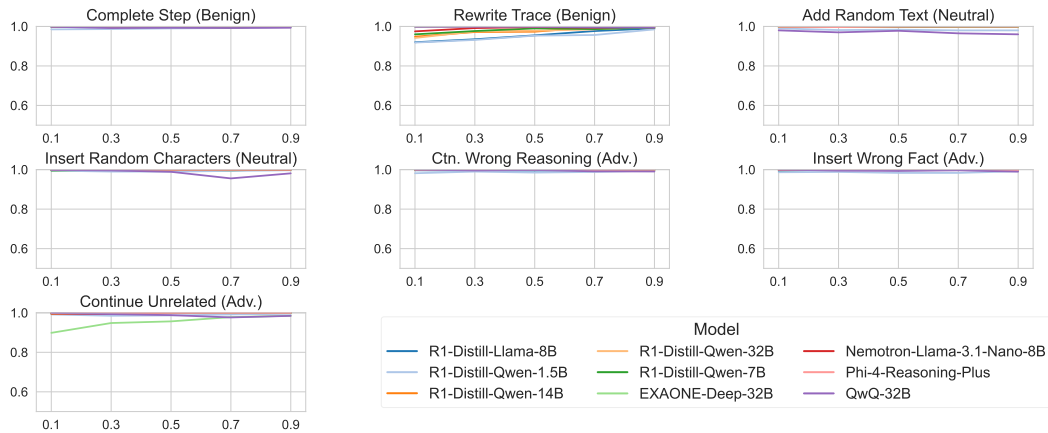 Complete Step (Benign)
Rewrite Trace (Benign)
Add Random Text (Neutral)
1.0
0.8
0.6
0.1 0.3 0.5 0.7 0.9
1.0
0.8
0.6
0.1 0.3 0.5 0.7 0.9
1.0
0.8
0.6
0.1 0.3 0.5 0.7 0.9
Insert Random Characters (Neutral)
Ctn. Wrong Reasoning (Adv.)
Insert Wrong Fact (Adv.)
1.0
0.8
0.6
0.1 0.3 0.5 0.7 0.9
1.0
0.8
0.6
0.1 0.3 0.5 0.7 0.9
1.0
0.8
0.6
0.1 0.3 0.5 0.7 0.9
Continue Unrelated (Adv.)
1.0
0.8
0.6
0.1 0.3 0.5 0.7 0.9
Model
R1-Distill-Llama-8B
R1-Distill-Qwen-1.5B
R1-Distill-Qwen-14B
R1-Distill-Qwen-32B
R1-Distill-Qwen-7B
EXAONE-Deep-32B
Nemotron-Llama-3.1-Nano-8B
Phi-4-Reasoning-Plus
QwQ-32B